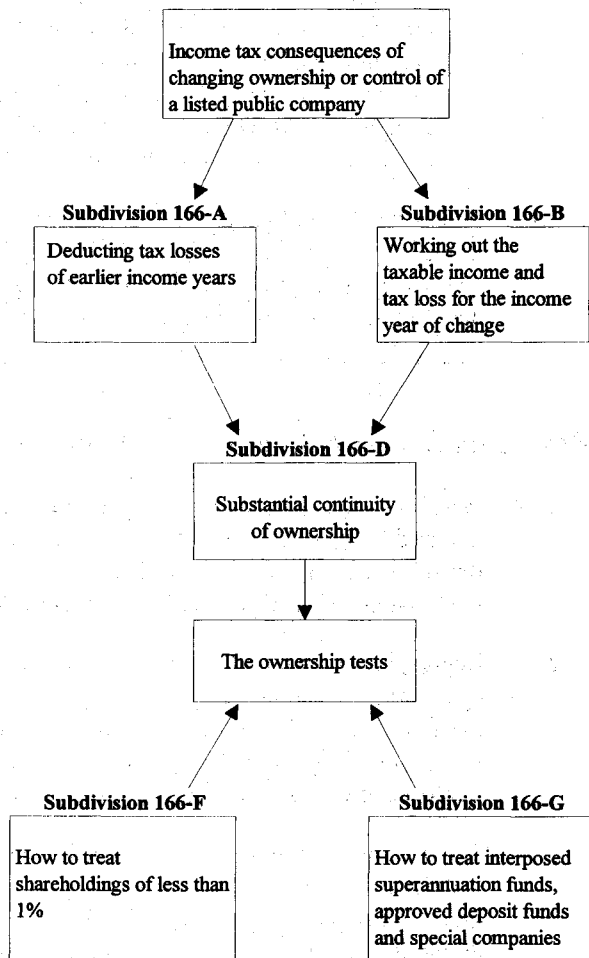 Income tax consequences of
changing ownership or control of
a listed public company
Subdivision 166-A
Deducting tax losses
of earlier income years
Subdivision 166-B
Working out the
taxable income and
tax loss for the income
year of change
Subdivision 166-D
Substantial continuity
of ownership
The ownership tests
Subdivision 166-F
How to treat
shareholdings of less than
1%
Subdivision 166-G
How to treat interposed
superannuation funds,
approved deposit funds
and special companies